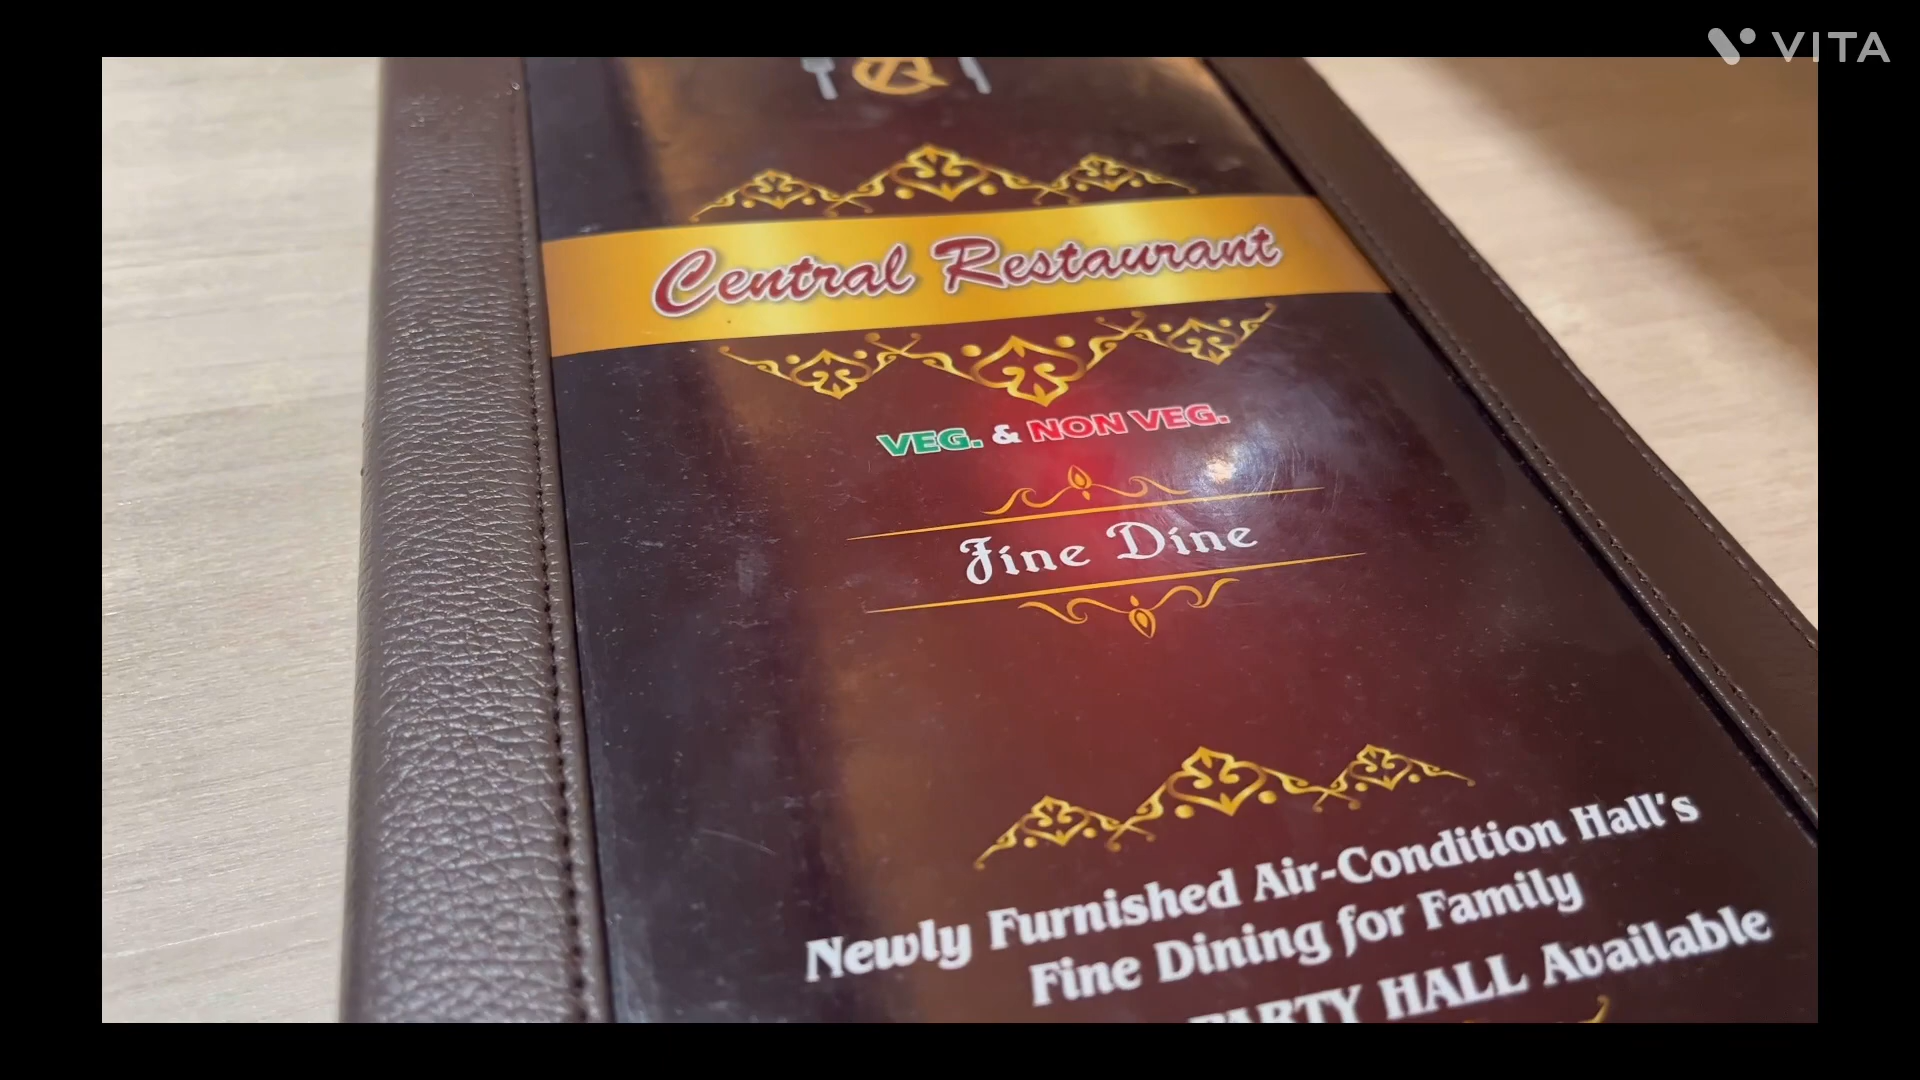 VITA
Central Restaurant
VEG. & NON VEG.
Fine Dine
Newly Furnished Air-Condition Hall's
Fine Dining for Family
PARTY HALL Available